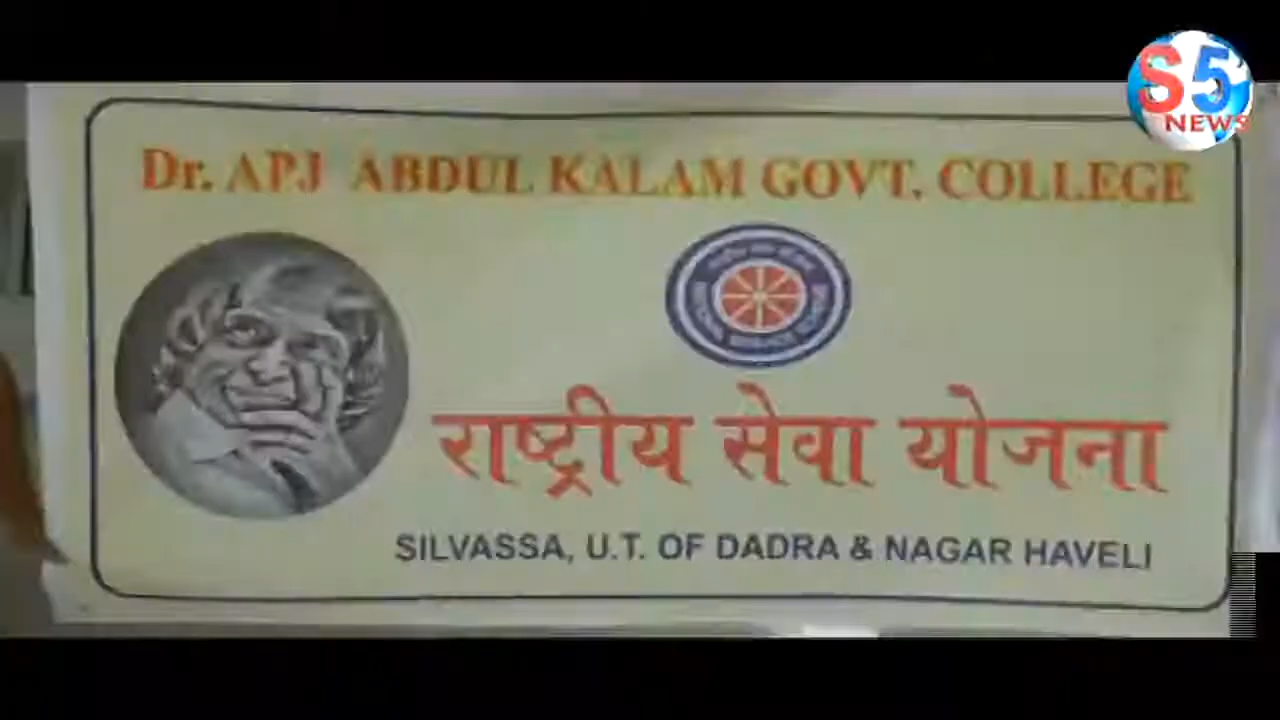 S5
NEWS
Dr. APJ ABDUL KALAM GOVT. COLLEGE
राष्ट्रीय सेवा योजना
SILVASSA, U.T. OF DADRA & NAGAR HAVELI